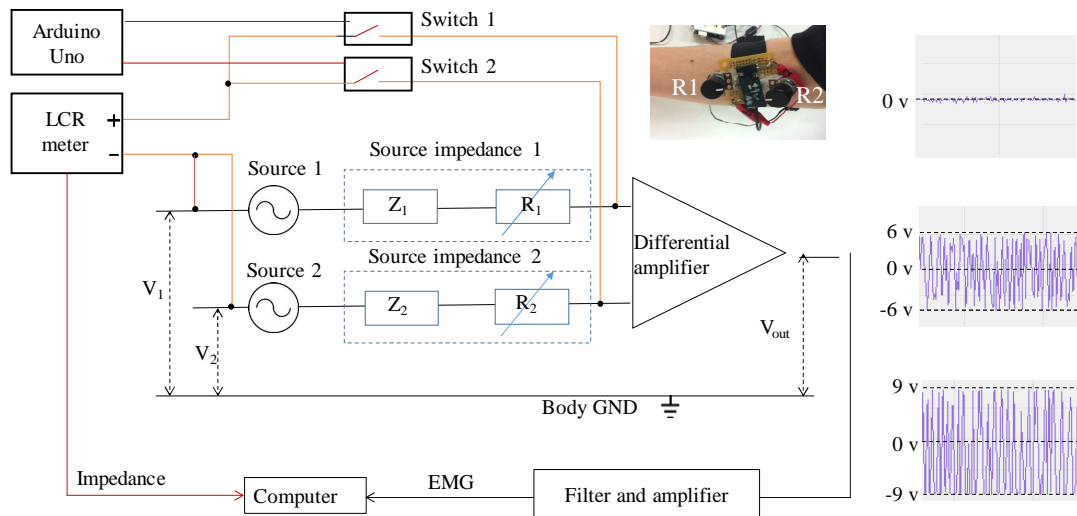 Arduino
Uno
Switch 1
Switch 2
LCR
meter
+
−
Source 1
Source impedance 1
Z1
R1
Source 2
Source impedance 2
Z2
R2
Differential
amplifier
V1
V2
Vout
Body GND
Impedance
Computer
EMG
Filter and amplifier
R1
R2
0 v
6 v
0 v
-6 v
9 v
0 v
-9 v